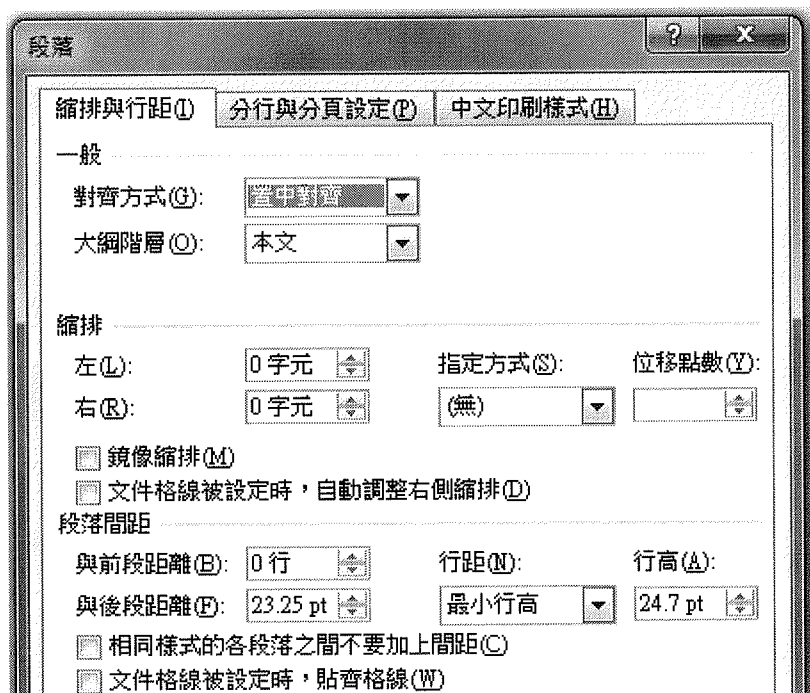 段落
? X
縮排與行距(I) 分行與分頁設定(P) 中文印刷樣式(H)
一般
對齊方式(G): 置中對齊
大綱階層(O): 本文
縮排
左(L): 0 字元 指定方式(S): 位移點數(Y):
右(R): 0 字元 (無)
鏡像縮排(M)
文件格線被設定時，自動調整右側縮排(D)
段落間距
與前段距離(B): 0 行 行距(N): 行高(A):
與後段距離(F): 23.25 pt 最小行高 24.7 pt
相同樣式的各段落之間不要加上間距(C)
文件格線被設定時，貼齊格線(W)